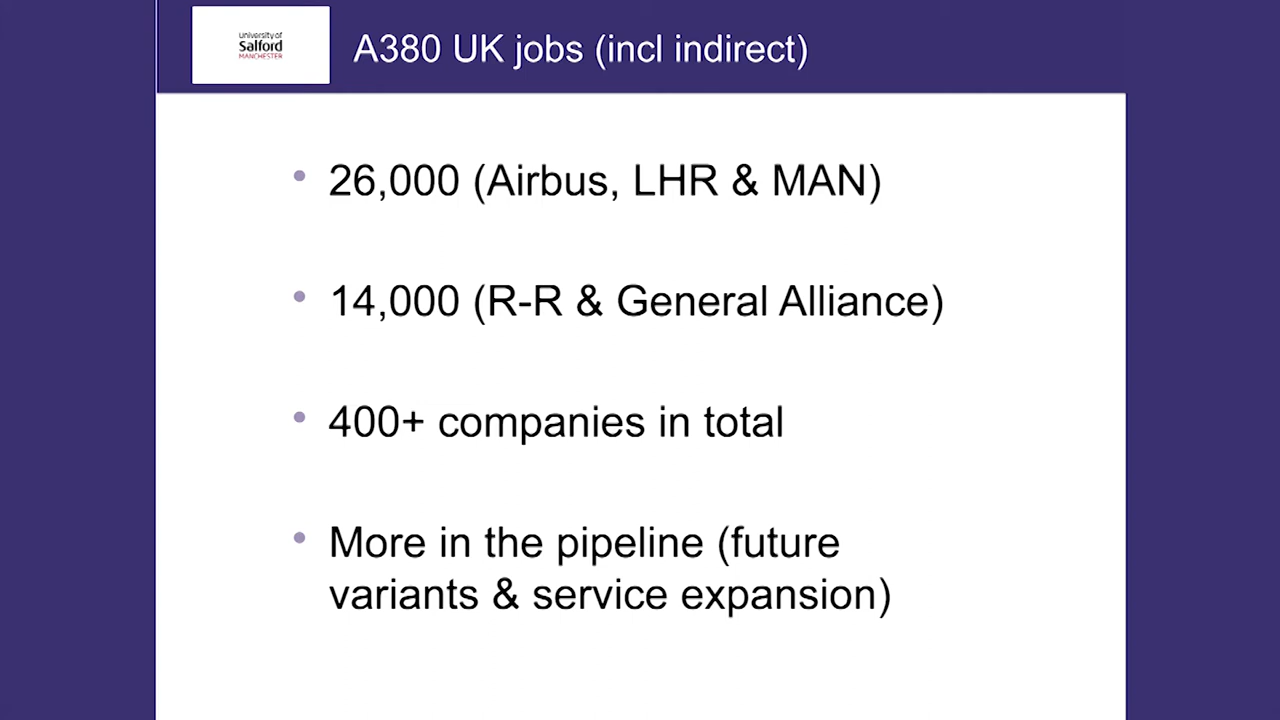 University of
Salford
MANCHESTER
A380 UK jobs (incl indirect)
• 26,000 (Airbus, LHR & MAN)
• 14,000 (R-R & General Alliance)
• 400+ companies in total
• More in the pipeline (future
variants & service expansion)